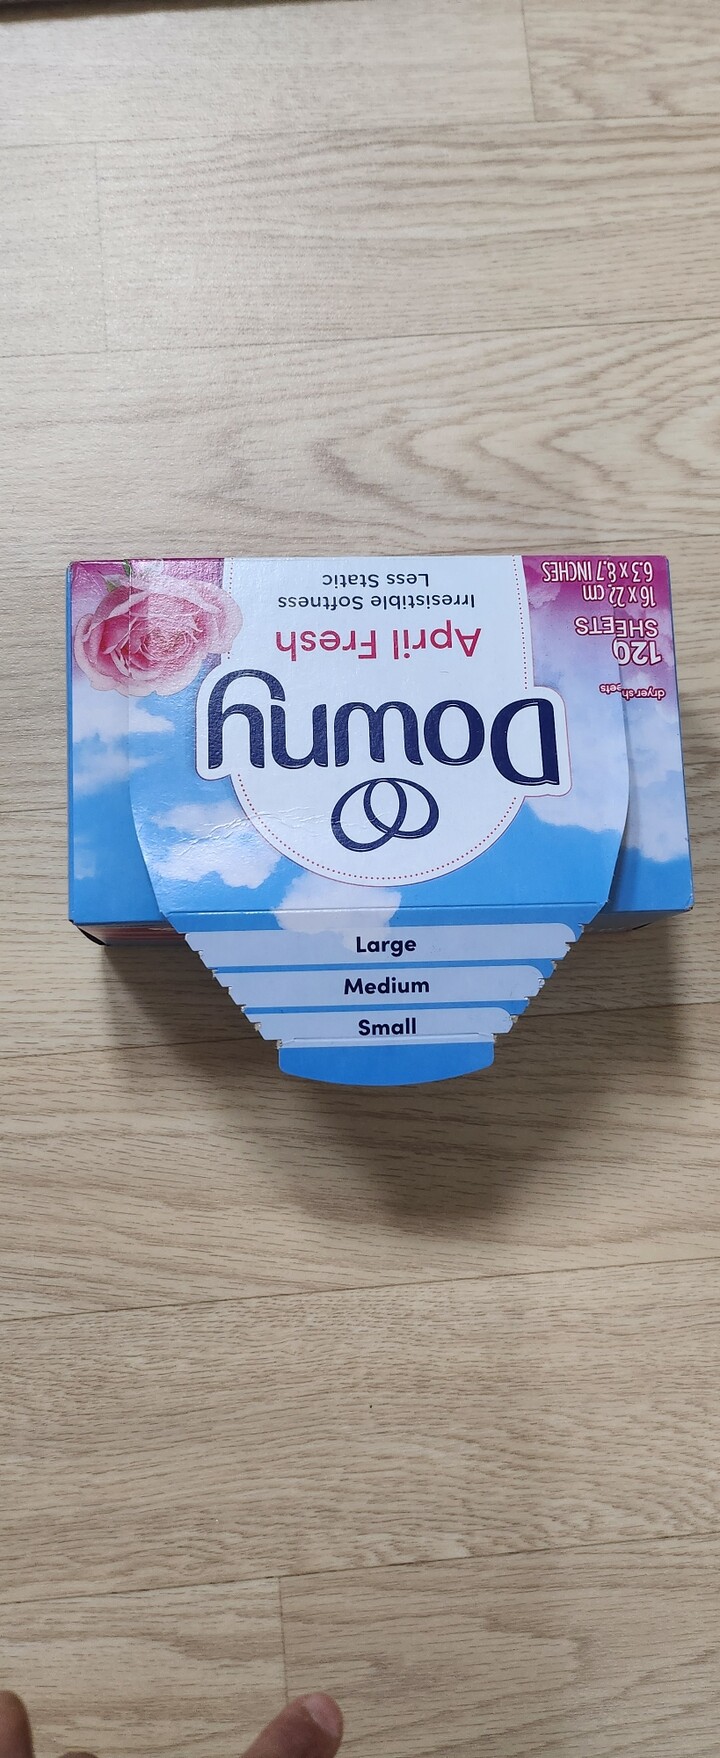 Downy
April Fresh
Irresistible Softness
Less Static
dryer sheets
120
SHEETS
16 x 22 cm
6.3 x 8.7 INCHES
Large
Medium
Small